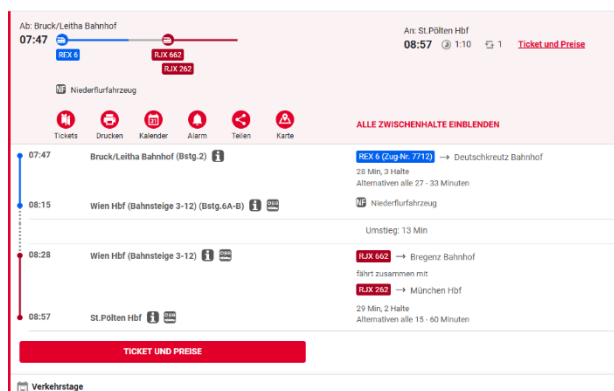 Ab: Bruck/Leitha Bahnhof
07:47
REX 6
RJX 662
RJX 262
An: St.Pölten Hbf
08:57 1:10 1 Ticket und Preise
NF Niederflurfahrzeug
Tickets Drucken Kalender Alarm Teilen Karte
ALLE ZWISCHENHALTE EINBLENDEN
07:47 Bruck/Leitha Bahnhof (Bstg.2) i
REX 6 (Zug-Nr. 7712) → Deutschkreutz Bahnhof
28 Min, 3 Halte
Alternativen alle 27 - 33 Minuten
08:15 Wien Hbf (Bahnsteige 3-12) (Bstg.6A-B) i ÖBB
NF Niederflurfahrzeug
Umstieg: 13 Min
08:28 Wien Hbf (Bahnsteige 3-12) i ÖBB
RJX 662 → Bregenz Bahnhof
fährt zusammen mit
RJX 262 → München Hbf
08:57 St.Pölten Hbf i ÖBB
29 Min, 2 Halte
Alternativen alle 15 - 60 Minuten
TICKET UND PREISE
Verkehrstage